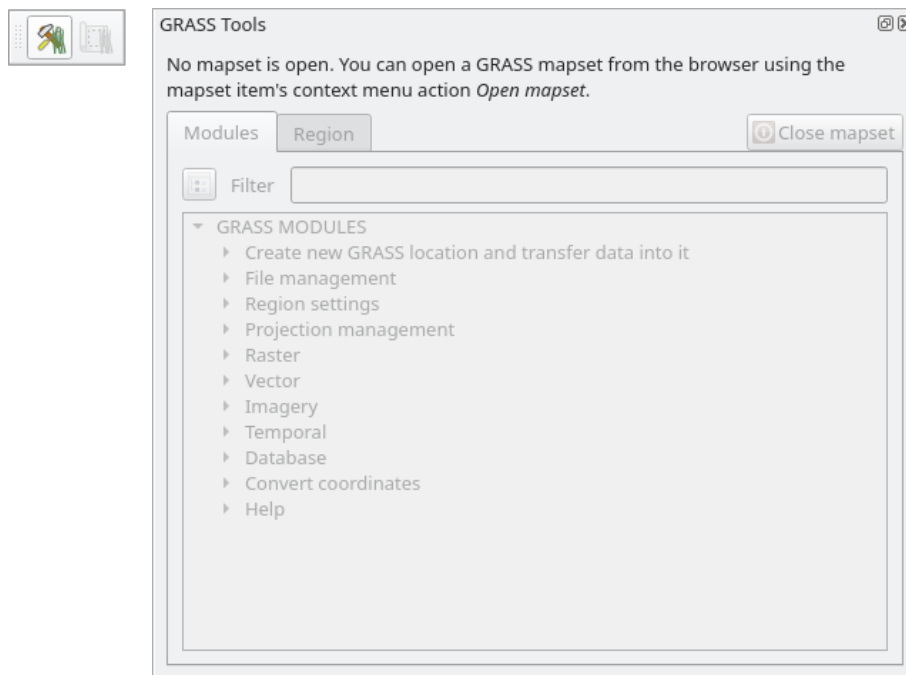 GRASS Tools
No mapset is open. You can open a GRASS mapset from the browser using the
mapset item's context menu action Open mapset.
Modules
Region
Close mapset
Filter
GRASS MODULES
Create new GRASS location and transfer data into it
File management
Region settings
Projection management
Raster
Vector
Imagery
Temporal
Database
Convert coordinates
Help